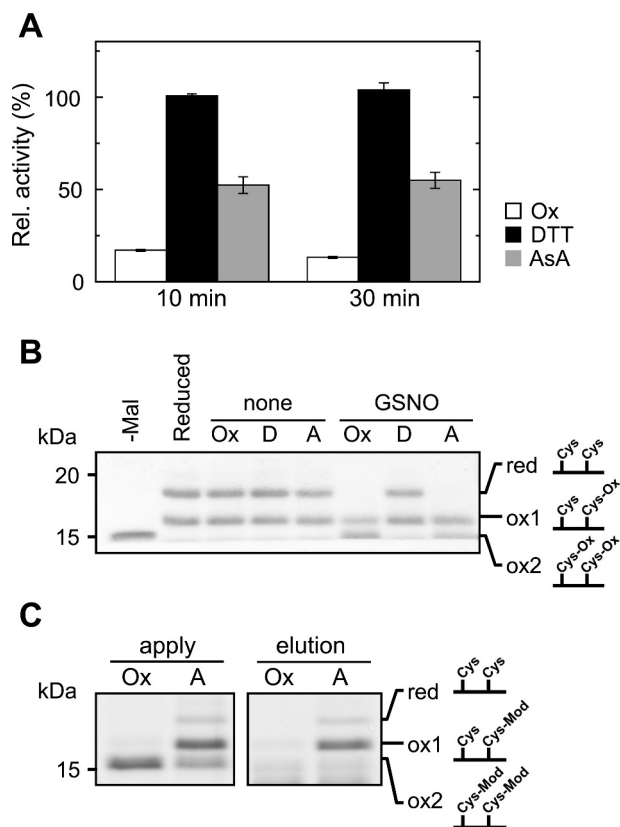 A
Rel. activity (%)
100
50
0
10 min
30 min
Ox
DTT
AsA
B
kDa
-Mal
Reduced
none
GSNO
Ox D A Ox D A
20
15
red
ox1
ox2
Cys Cys
Cys Cys-Ox
Cys-Ox Cys-Ox
C
apply
elution
kDa
Ox A Ox A
15
red
ox1
ox2
Cys Cys
Cys Cys-Mod
Cys-Mod Cys-Mod